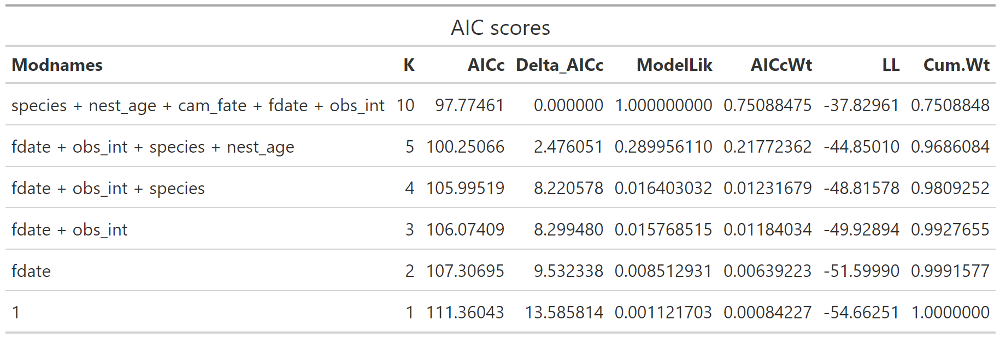 AIC scores
Modnames K AICc Delta_AICc ModelLik AICcWt LL Cum.Wt
species + nest_age + cam_fate + fdate + obs_int 10 97.77461 0.000000 1.000000000 0.75088475 -37.82961 0.7508848
fdate + obs_int + species + nest_age 5 100.25066 2.476051 0.289956110 0.21772362 -44.85010 0.9686084
fdate + obs_int + species 4 105.99519 8.220578 0.016403032 0.01231679 -48.81578 0.9809252
fdate + obs_int 3 106.07409 8.299480 0.015768515 0.01184034 -49.92894 0.9927655
fdate 2 107.30695 9.532338 0.008512931 0.00639223 -51.59990 0.9991577
1 1 111.36043 13.585814 0.001121703 0.00084227 -54.66251 1.0000000